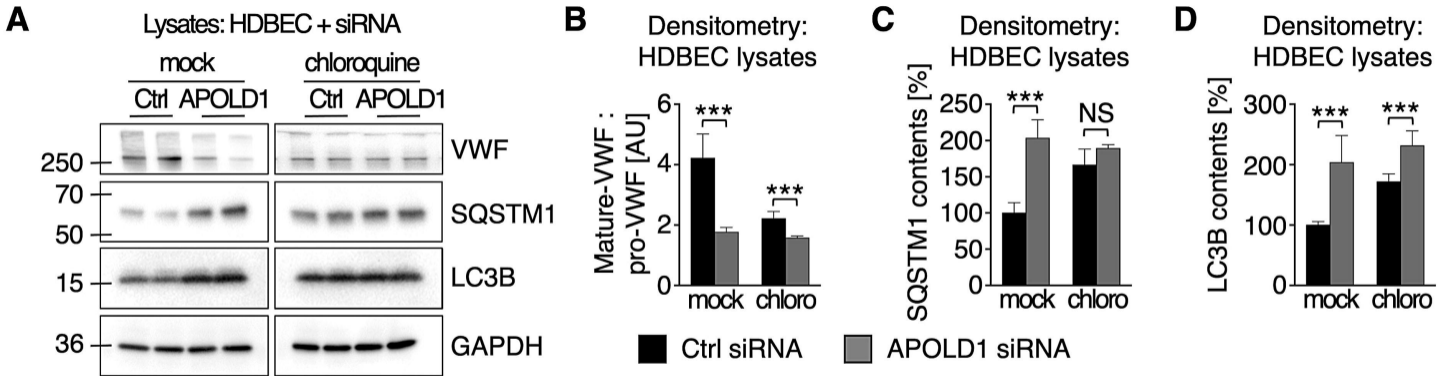 A
Lysates: HDBEC + siRNA
mock chloroquine
Ctrl APOLD1 Ctrl APOLD1
250 VWF
70
50 SQSTM1
15 LC3B
36 GAPDH
B
Densitometry:
HDBEC lysates
Mature-VWF :
pro-VWF [AU]
6
4
2
0
***
***
mock chloro
C
Densitometry:
HDBEC lysates
SQSTM1 contents [%]
250
200
150
100
50
0
***
NS
mock chloro
D
Densitometry:
HDBEC lysates
LC3B contents [%]
300
200
100
0
***
***
mock chloro
Ctrl siRNA APOLD1 siRNA